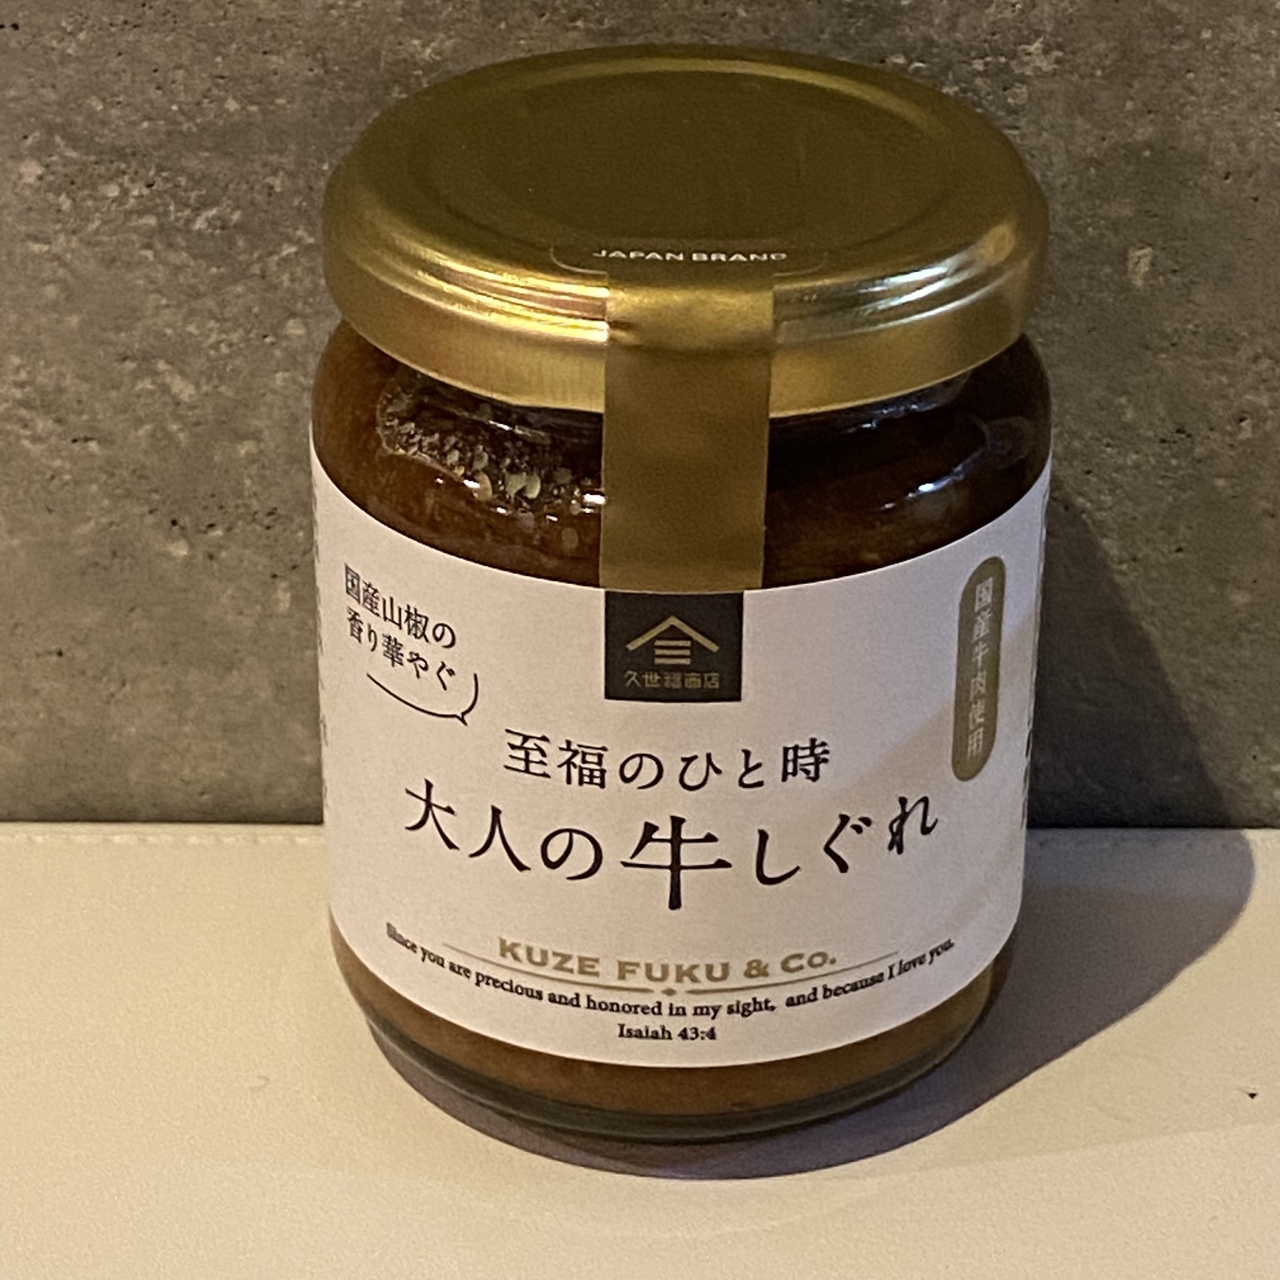 JAPAN BRAND
久世福商店
国産山椒の
香り華やぐ
国産牛肉使用
至福のひと時
大人の牛しぐれ
KUZE FUKU & Co.
Since you are precious and honored in my sight, and because I love you.
Isaiah 43:4